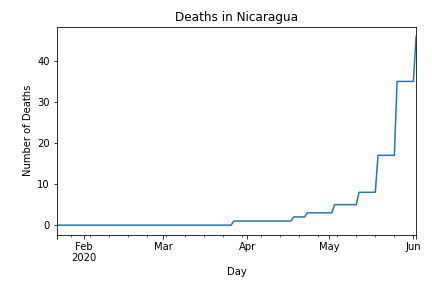 Deaths in Nicaragua
Number of Deaths
40
30
20
10
0
Feb
2020
Mar
Apr
May
Jun
Day